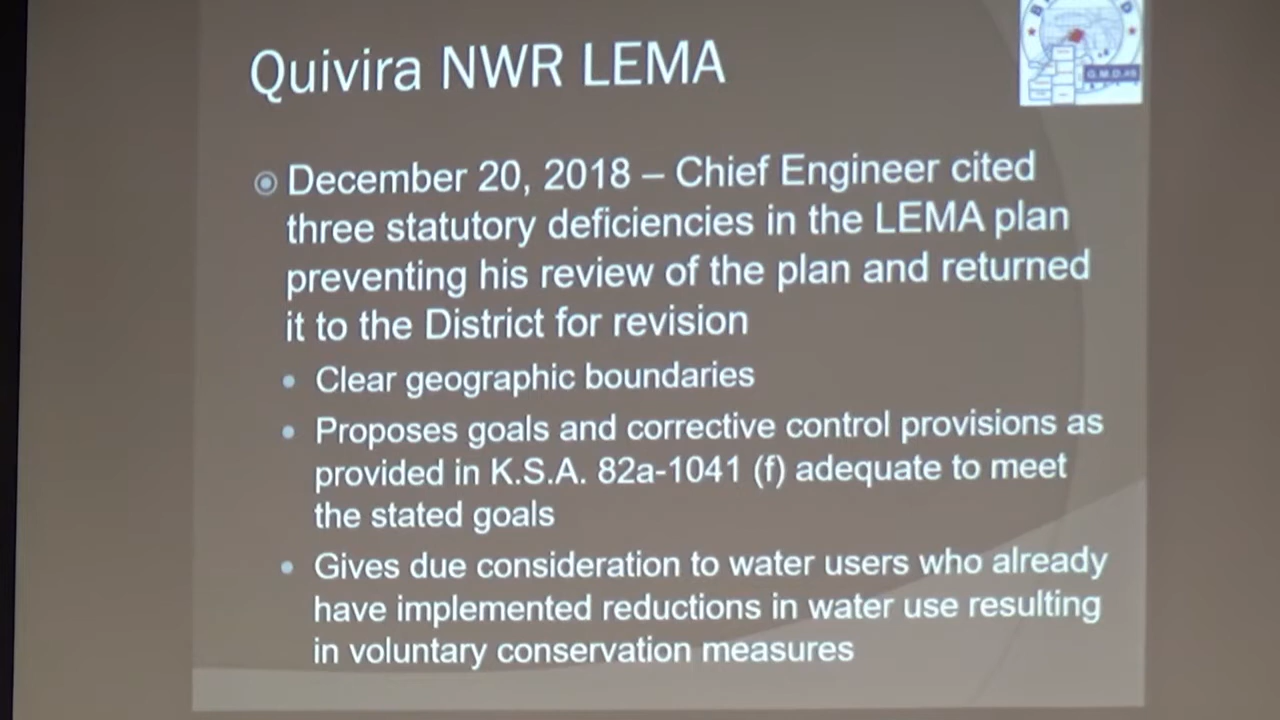 Quivira NWR LEMA
G.M.D.#5
December 20, 2018 – Chief Engineer cited
three statutory deficiencies in the LEMA plan
preventing his review of the plan and returned
it to the District for revision
Clear geographic boundaries
Proposes goals and corrective control provisions as
provided in K.S.A. 82a-1041 (f) adequate to meet
the stated goals
Gives due consideration to water users who already
have implemented reductions in water use resulting
in voluntary conservation measures